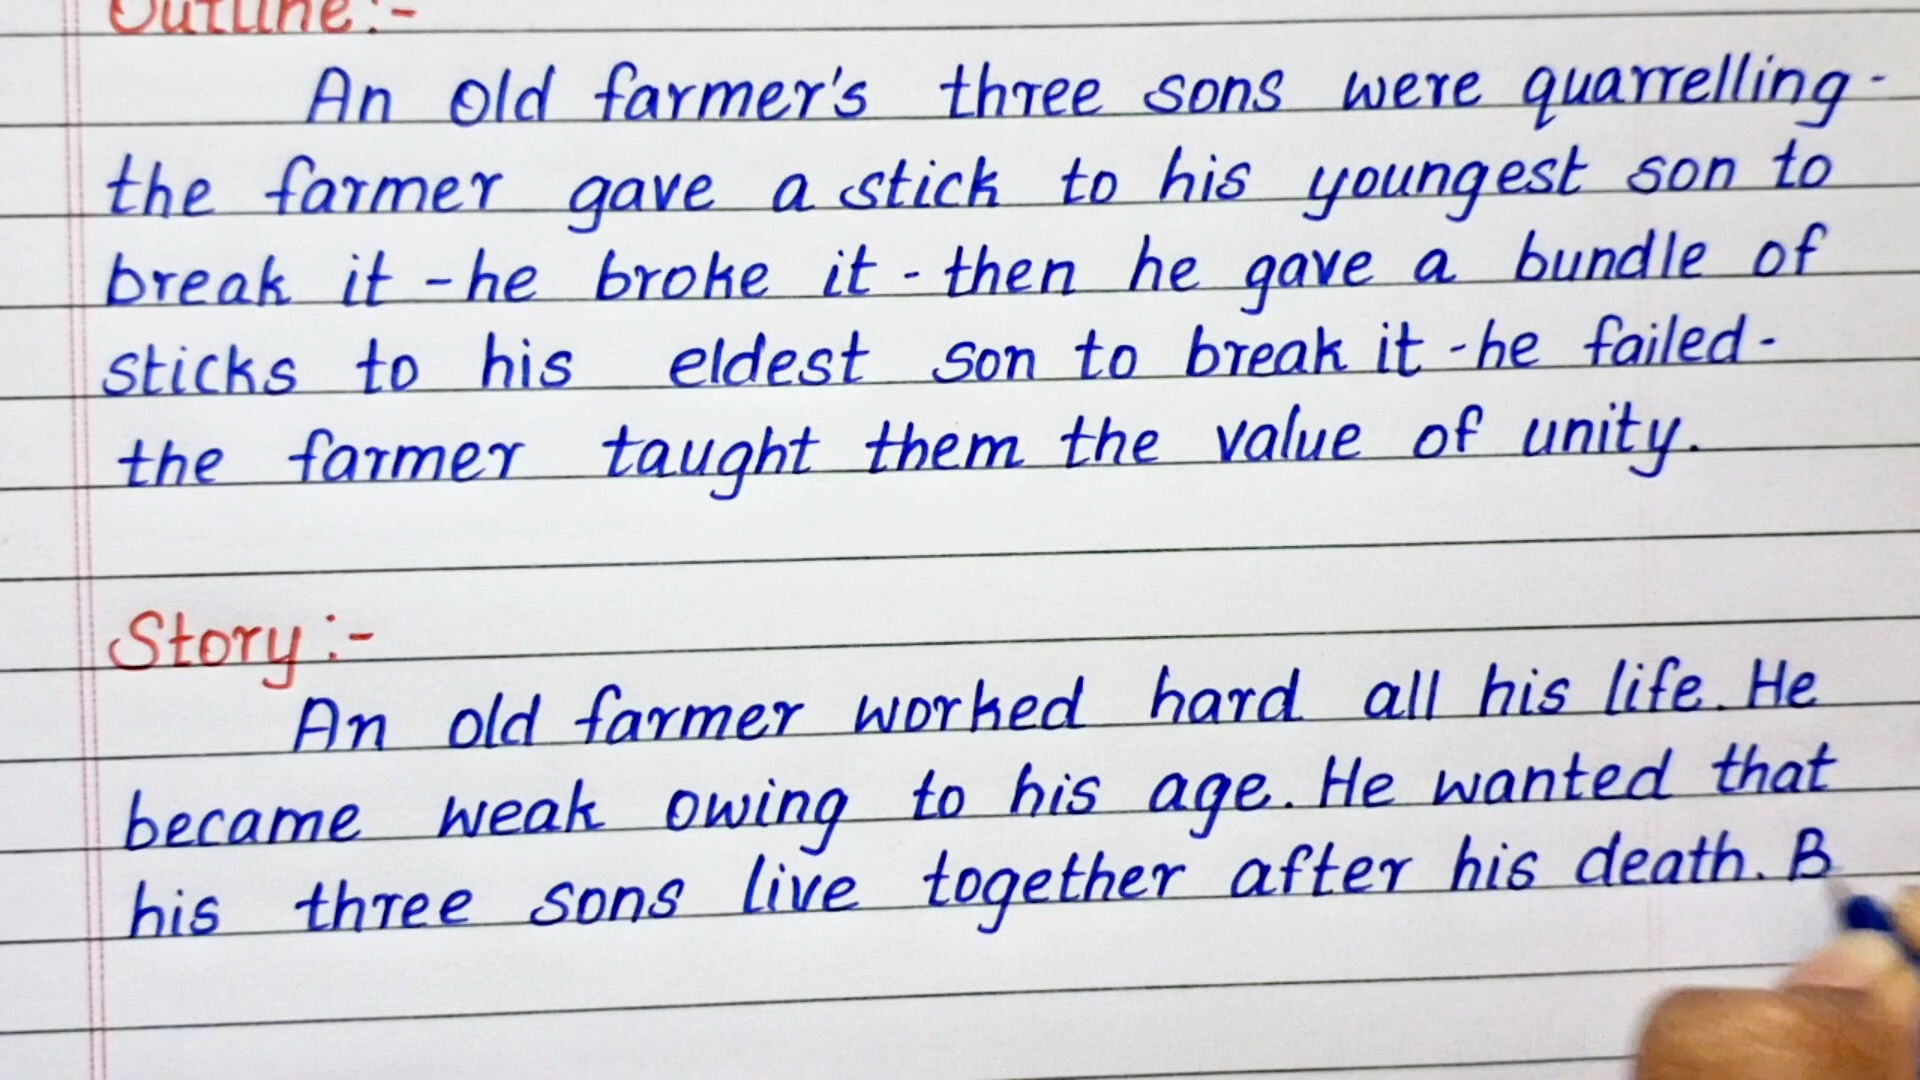 Outline:-
An old farmer's three sons were quarrelling -
the farmer gave a stick to his youngest son to
break it - he broke it - then he gave a bundle of
sticks to his eldest son to break it - he failed -
the farmer taught them the value of unity.
Story:-
An old farmer worked hard all his life. He
became weak owing to his age. He wanted that
his three sons live together after his death. B